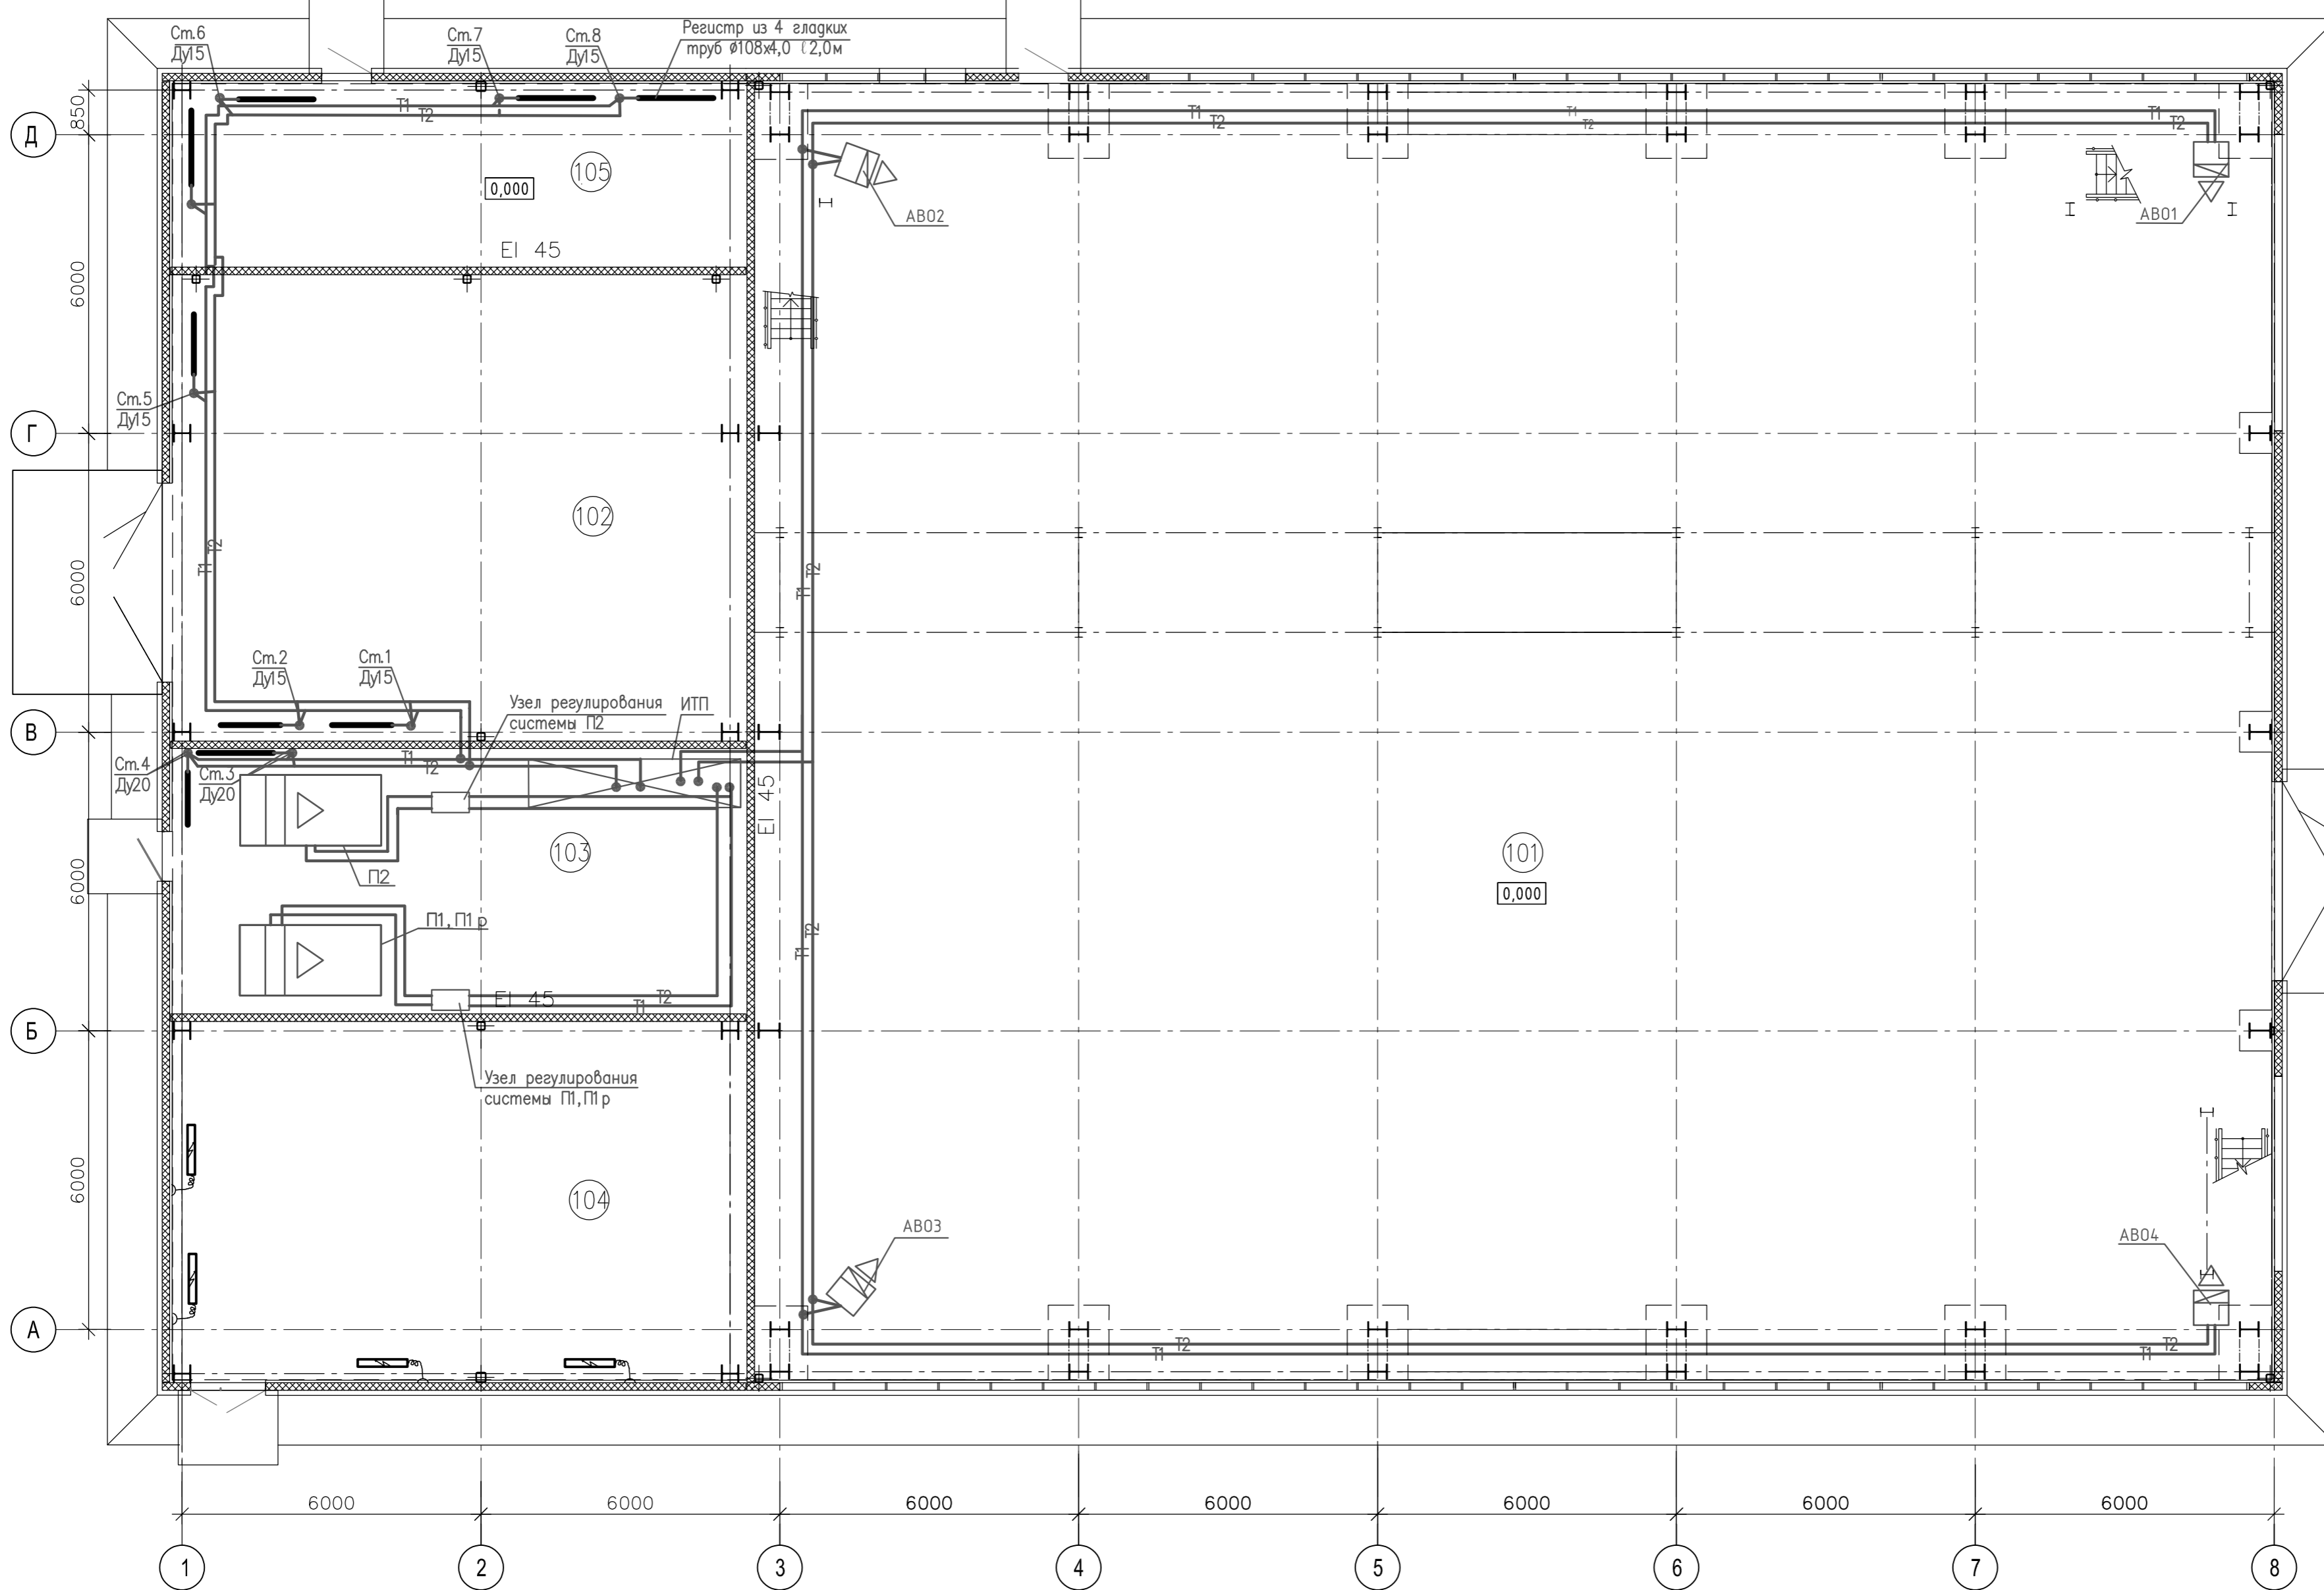 Ст.6
Ду15
Ст.7
Ду15
Ст.8
Ду15
Регистр из 4 гладких
труб ø108х4,0 ℓ2,0м
Т1
Т2
Т1
Т2
Т1
Т2
Т1
Т2
850
Д
105
0,000
EI 45
АВ02
АВ01
6000
Ст.5
Ду15
Г
102
6000
Т1
Т2
Т1
Т2
Ст.2
Ду15
Ст.1
Ду15
Узел регулирования
системы П2
ИТП
В
Ст.4
Ду20
Ст.3
Ду20
Т1
Т2
EI 45
103
101
0,000
6000
П2
П1,П1р
Т1
Т2
EI 45
Т1
Т2
Б
Узел регулирования
системы П1,П1р
6000
104
АВ03
АВ04
А
Т1
Т2
Т1
Т2
6000
6000
6000
6000
6000
6000
6000
1
2
3
4
5
6
7
8